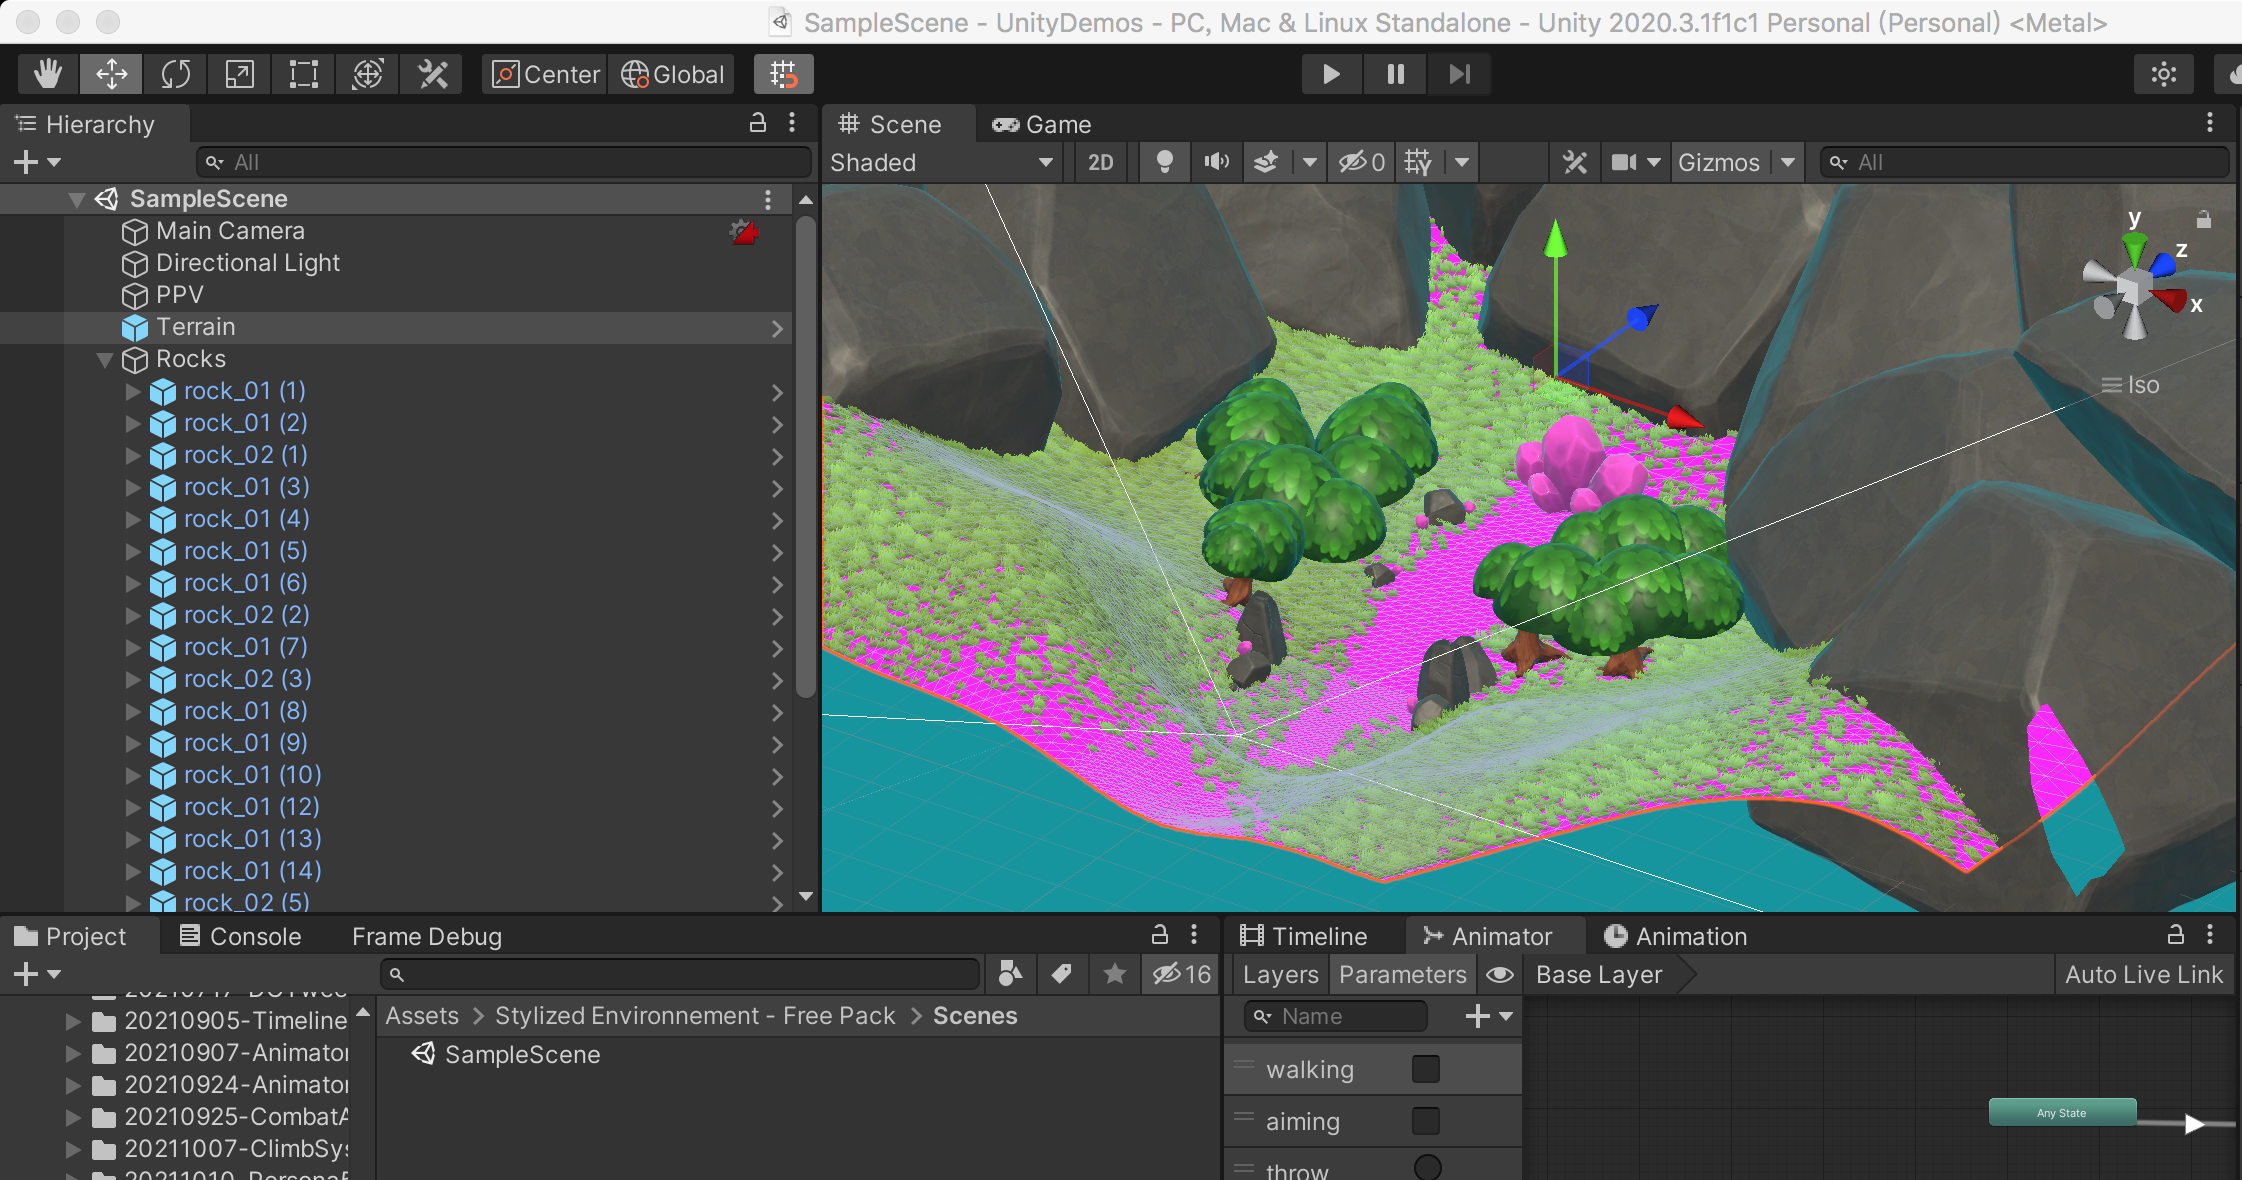 SampleScene - UnityDemos - PC, Mac & Linux Standalone - Unity 2020.3.1f1c1 Personal (Personal) <Metal>
Center
Global
Hierarchy
All
SampleScene
Main Camera
Directional Light
PPV
Terrain
Rocks
rock_01 (1)
rock_01 (2)
rock_02 (1)
rock_01 (3)
rock_01 (4)
rock_01 (5)
rock_01 (6)
rock_02 (2)
rock_01 (7)
rock_02 (3)
rock_01 (8)
rock_01 (9)
rock_01 (10)
rock_01 (12)
rock_01 (13)
rock_01 (14)
rock_02 (5)
Scene
Game
Shaded
2D
0
Gizmos
All
y
z
x
Iso
Project
Console
Frame Debug
16
20210905-Timeline
20210907-Animator
20210924-Animator
20210925-CombatA
20211007-ClimbSys
Assets > Stylized Environnement - Free Pack > Scenes
SampleScene
Timeline
Animator
Animation
Layers
Parameters
Base Layer
Auto Live Link
Name
walking
aiming
throw
Any State